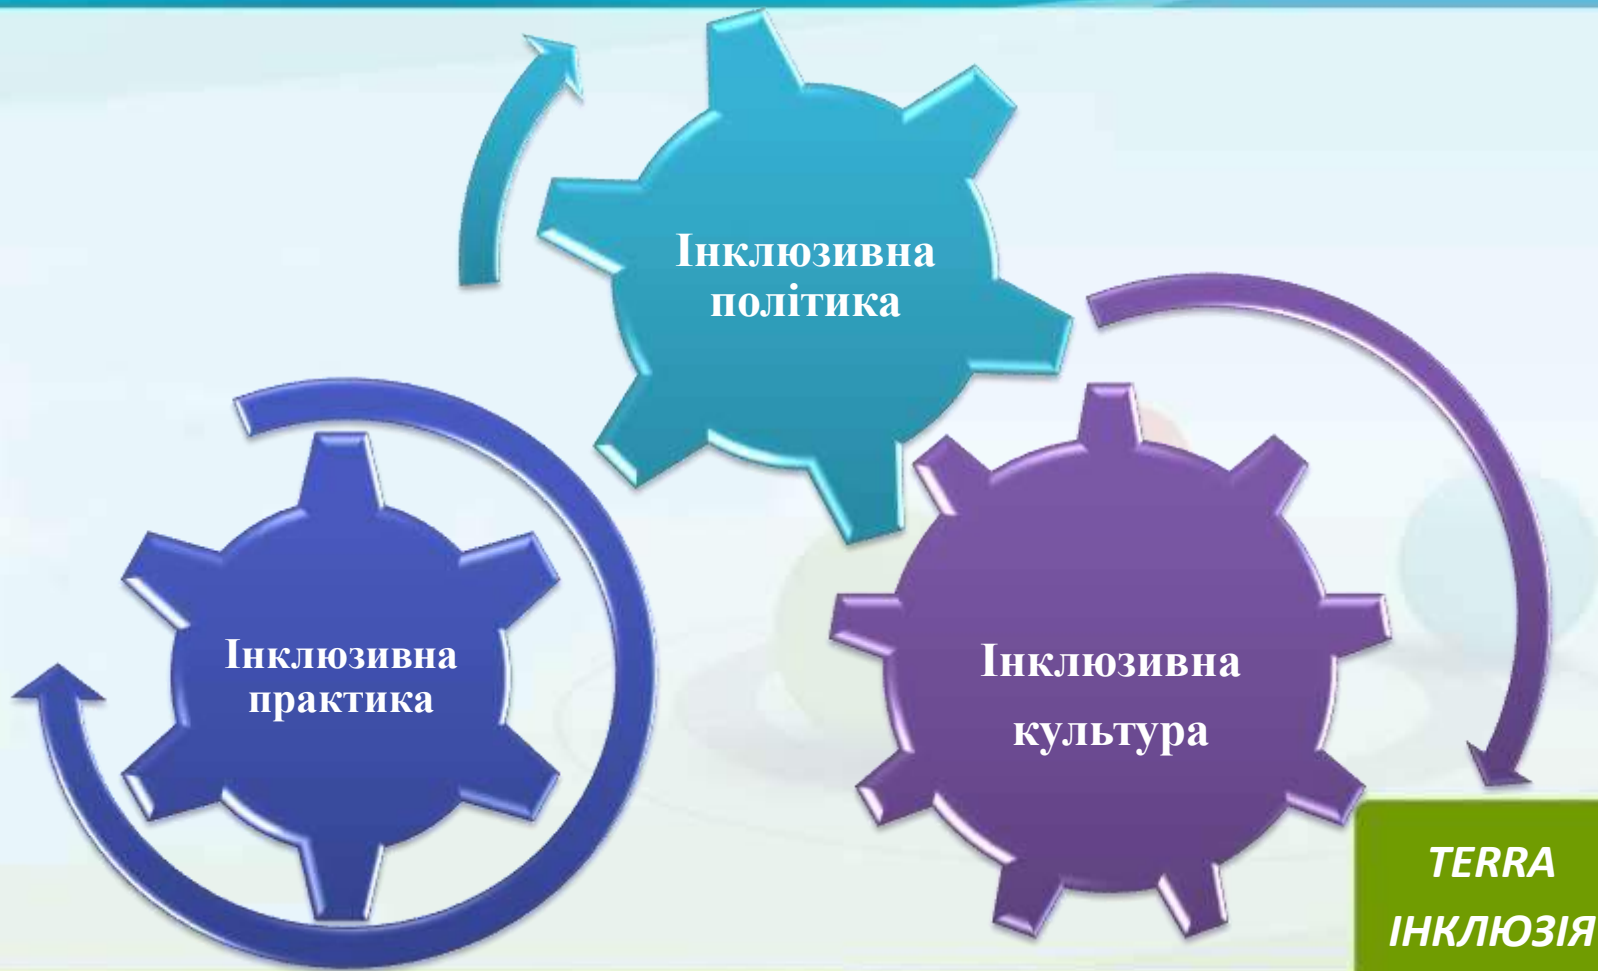 Інклюзивна
політика
Інклюзивна
практика
Інклюзивна
культура
TERRA
ІНКЛЮЗІЯ